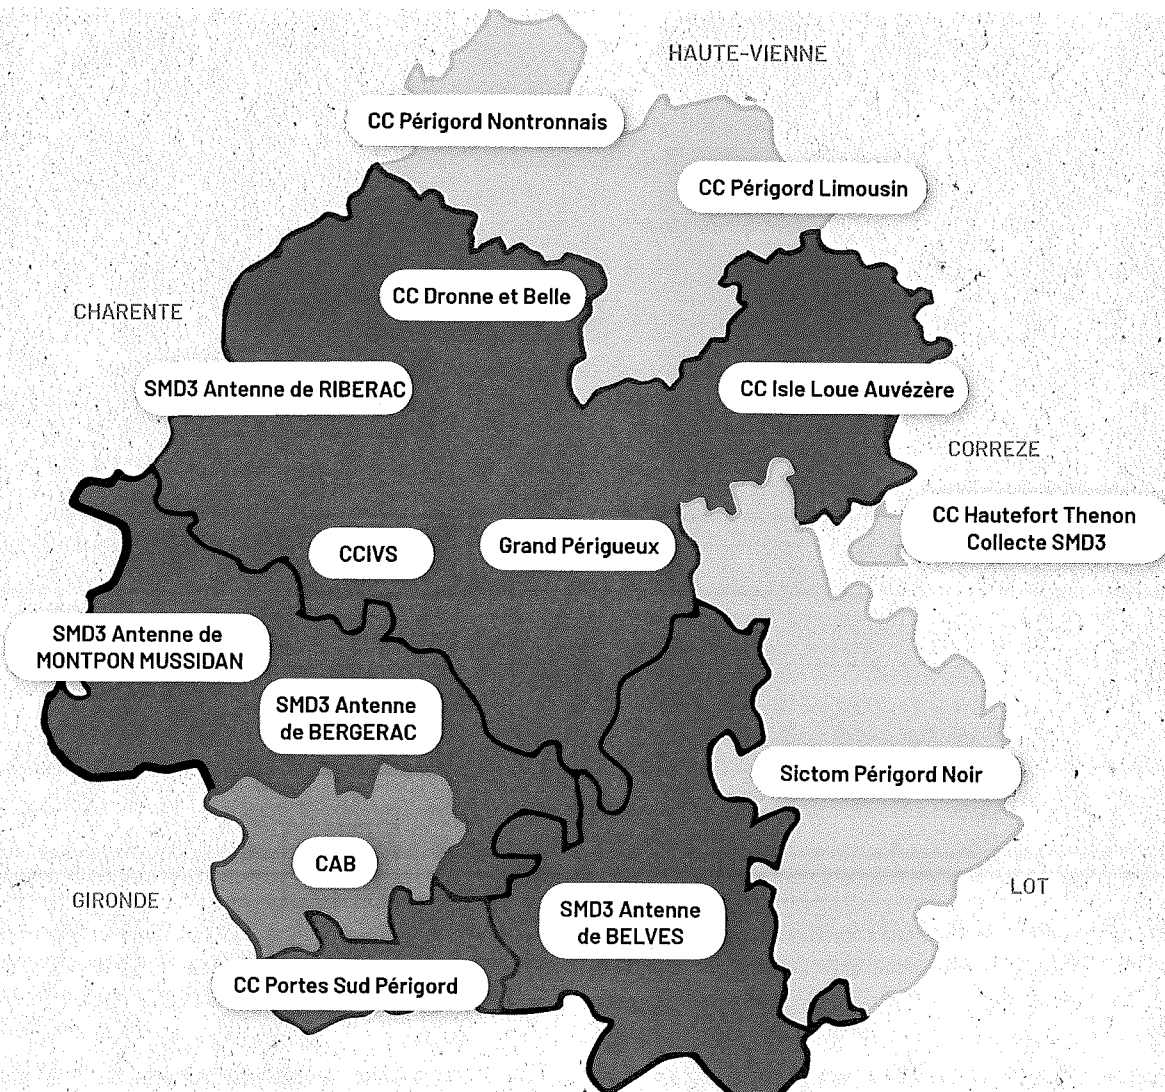 HAUTE-VIENNE
CC Périgord Nontronnais
CC Périgord Limousin
CC Dronne et Belle
CHARENTE
SMD3 Antenne de RIBERAC
CC Isle Loue Auvézère
CORREZE
CC Hautefort Thenon
Collecte SMD3
CCIVS
Grand Périgueux
SMD3 Antenne de
MONTPON MUSSIDAN
SMD3 Antenne
de BERGERAC
Sictom Périgord Noir
CAB
GIRONDE
LOT
SMD3 Antenne
de BELVES
CC Portes Sud Périgord